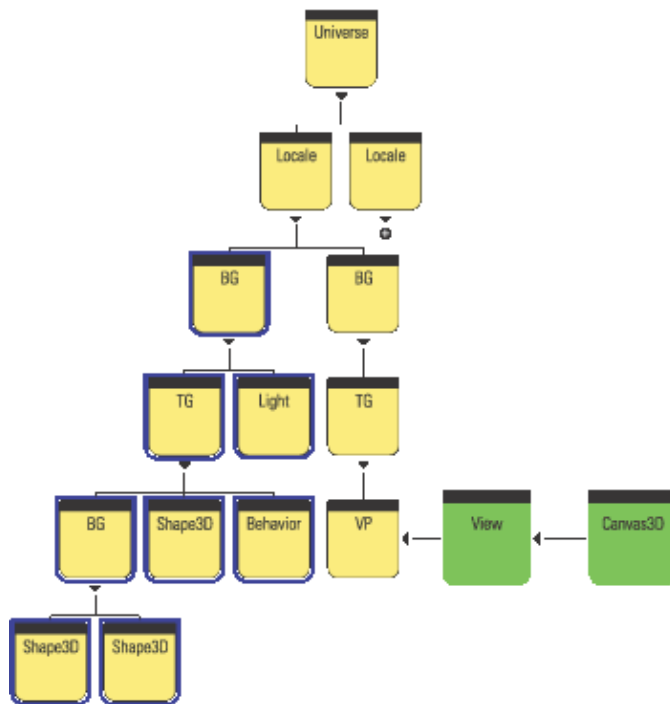 Universe
Locale
Locale
BG
BG
TG
Light
TG
BG
Shape3D
Behavior
VP
View
Canvas3D
Shape3D
Shape3D